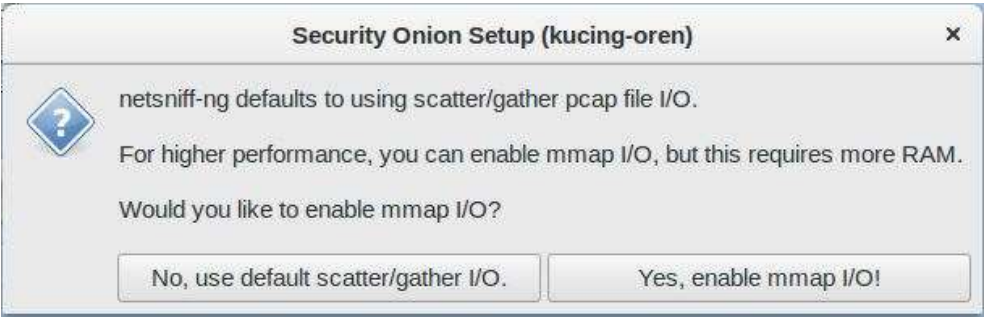 Security Onion Setup (kucing-oren)
netsniff-ng defaults to using scatter/gather pcap file I/O.
For higher performance, you can enable mmap I/O, but this requires more RAM.
Would you like to enable mmap I/O?
No, use default scatter/gather I/O.
Yes, enable mmap I/O!